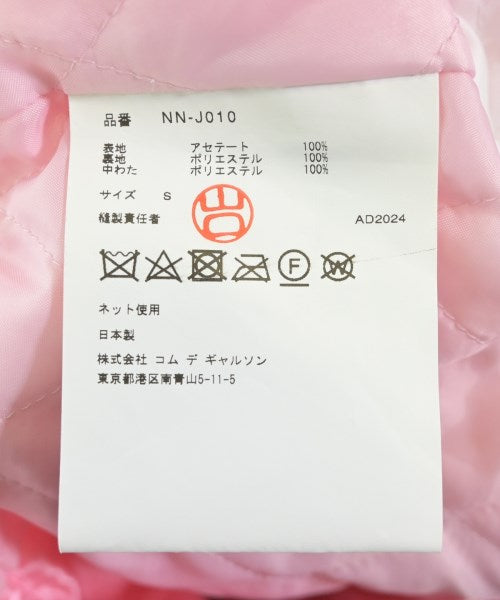 品番 NN-J010
表地 アセテート 100%
裏地 ポリエステル 100%
中わた ポリエステル 100%
サイズ S
縫製責任者 AD2024
F W
ネット使用
日本製
株式会社 コム デ ギャルソン
東京都港区南青山5-11-5